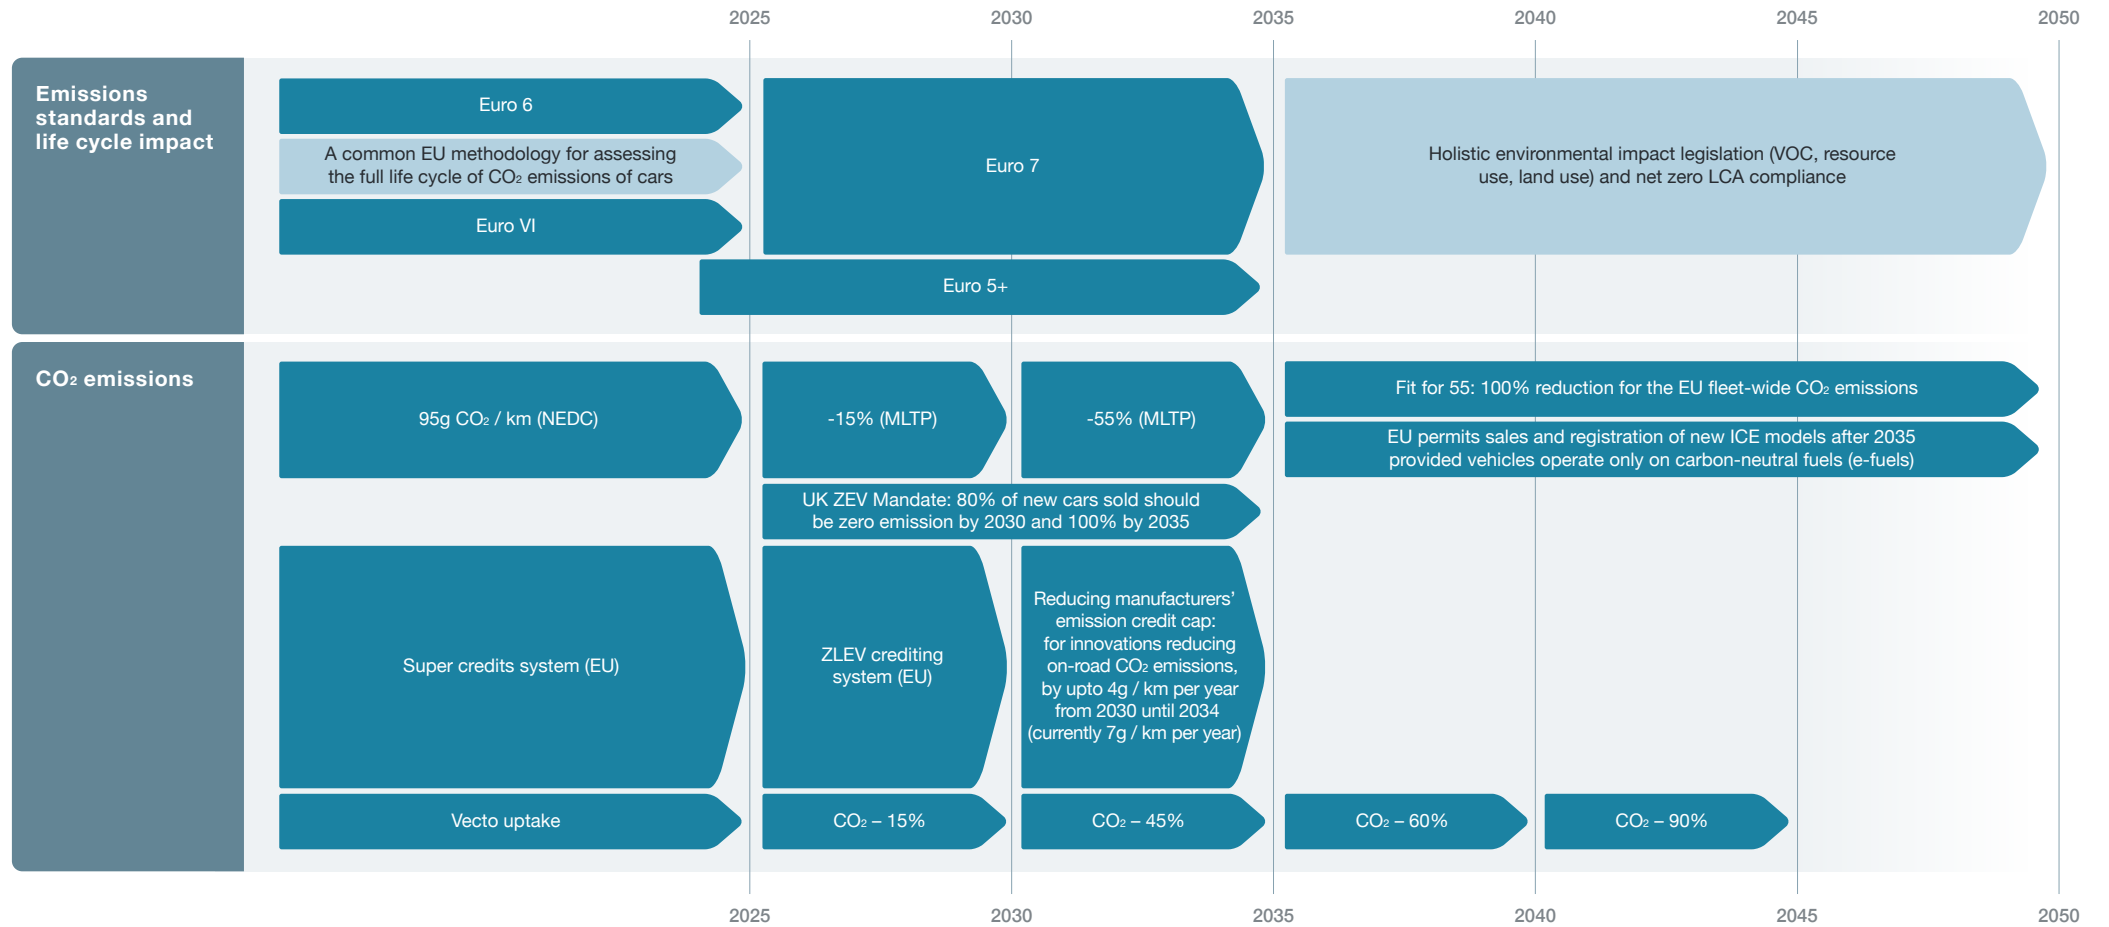 2025 2030 2035 2040 2045 2050
Emissions
standards and
life cycle impact
Euro 6
A common EU methodology for assessing
the full life cycle of CO₂ emissions of cars
Euro VI
Euro 7
Euro 5+
Holistic environmental impact legislation (VOC, resource
use, land use) and net zero LCA compliance
CO₂ emissions
95g CO₂ / km (NEDC)
-15% (MLTP)
-55% (MLTP)
Fit for 55: 100% reduction for the EU fleet-wide CO₂ emissions
EU permits sales and registration of new ICE models after 2035
provided vehicles operate only on carbon-neutral fuels (e-fuels)
UK ZEV Mandate: 80% of new cars sold should
be zero emission by 2030 and 100% by 2035
Super credits system (EU)
ZLEV crediting
system (EU)
Reducing manufacturers’
emission credit cap:
for innovations reducing
on-road CO₂ emissions,
by upto 4g / km per year
from 2030 until 2034
(currently 7g / km per year)
Vecto uptake
CO₂ – 15%
CO₂ – 45%
CO₂ – 60%
CO₂ – 90%
2025 2030 2035 2040 2045 2050